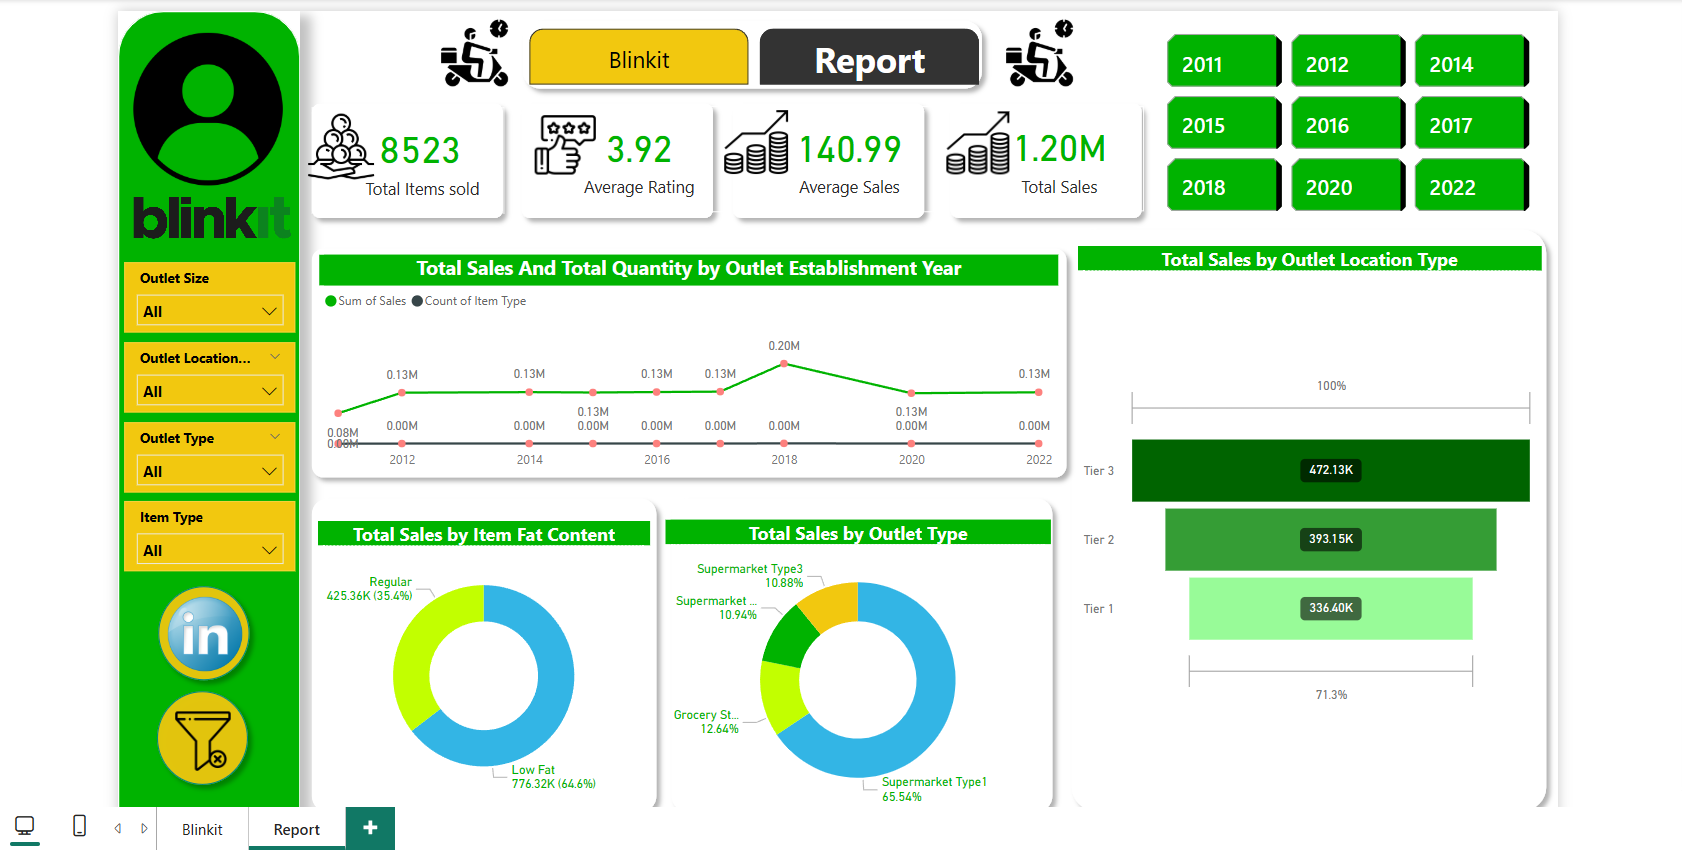 blinkit
Outlet Size
All
Outlet Location...
All
Outlet Type
All
Item Type
All
in
Blinkit
Report
8523
Total Items sold
3.92
Average Rating
140.99
Average Sales
1.20M
Total Sales
2011
2012
2014
2015
2016
2017
2018
2020
2022
Total Sales And Total Quantity by Outlet Establishment Year
Sum of Sales
Count of Item Type
0.20M
0.13M
0.13M
0.13M
0.13M
0.13M
0.13M
0.13M
0.08M
0.00M
0.00M
0.00M
0.00M
0.00M
0.00M
0.00M
0.00M
0.00M
2012
2014
2016
2018
2020
2022
Total Sales by Outlet Location Type
100%
Tier 3
472.13K
Tier 2
393.15K
Tier 1
336.40K
71.3%
Total Sales by Item Fat Content
Regular
425.36K (35.4%)
Low Fat
776.32K (64.6%)
Total Sales by Outlet Type
Supermarket Type3
10.88%
Supermarket ...
10.94%
Grocery St...
12.64%
Supermarket Type1
65.54%
Blinkit
Report